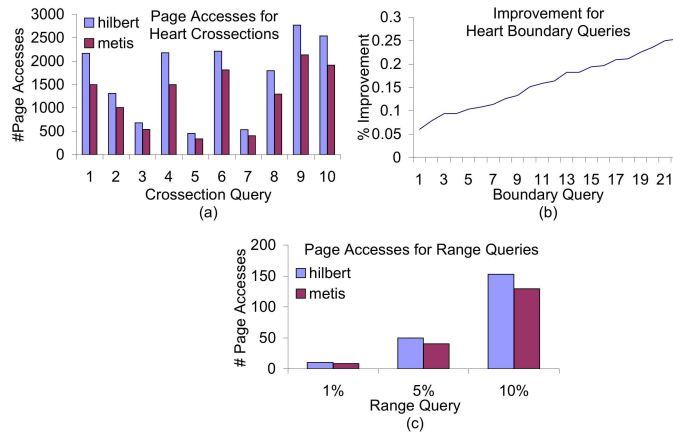 Page Accesses for
Heart Crossections
hilbert
metis
3000
2500
2000
1500
1000
500
0
#Page Accesses
1 2 3 4 5 6 7 8 9 10
Crossection Query
(a)
Improvement for
Heart Boundary Queries
0.3
0.25
0.2
0.15
0.1
0.05
0
% Improvement
1 3 5 7 9 11 13 15 17 19 21
Boundary Query
(b)
Page Accesses for Range Queries
hilbert
metis
200
150
100
50
0
# Page Accesses
1% 5% 10%
Range Query
(c)